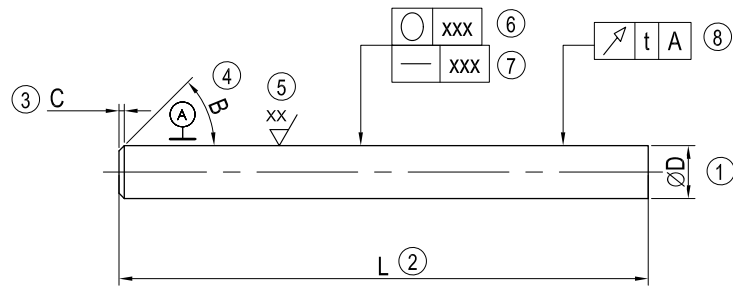 xxx ⑥
xxx ⑦
t A ⑧
③ C
④
B
A
⑤
xx
ØD ①
L ②